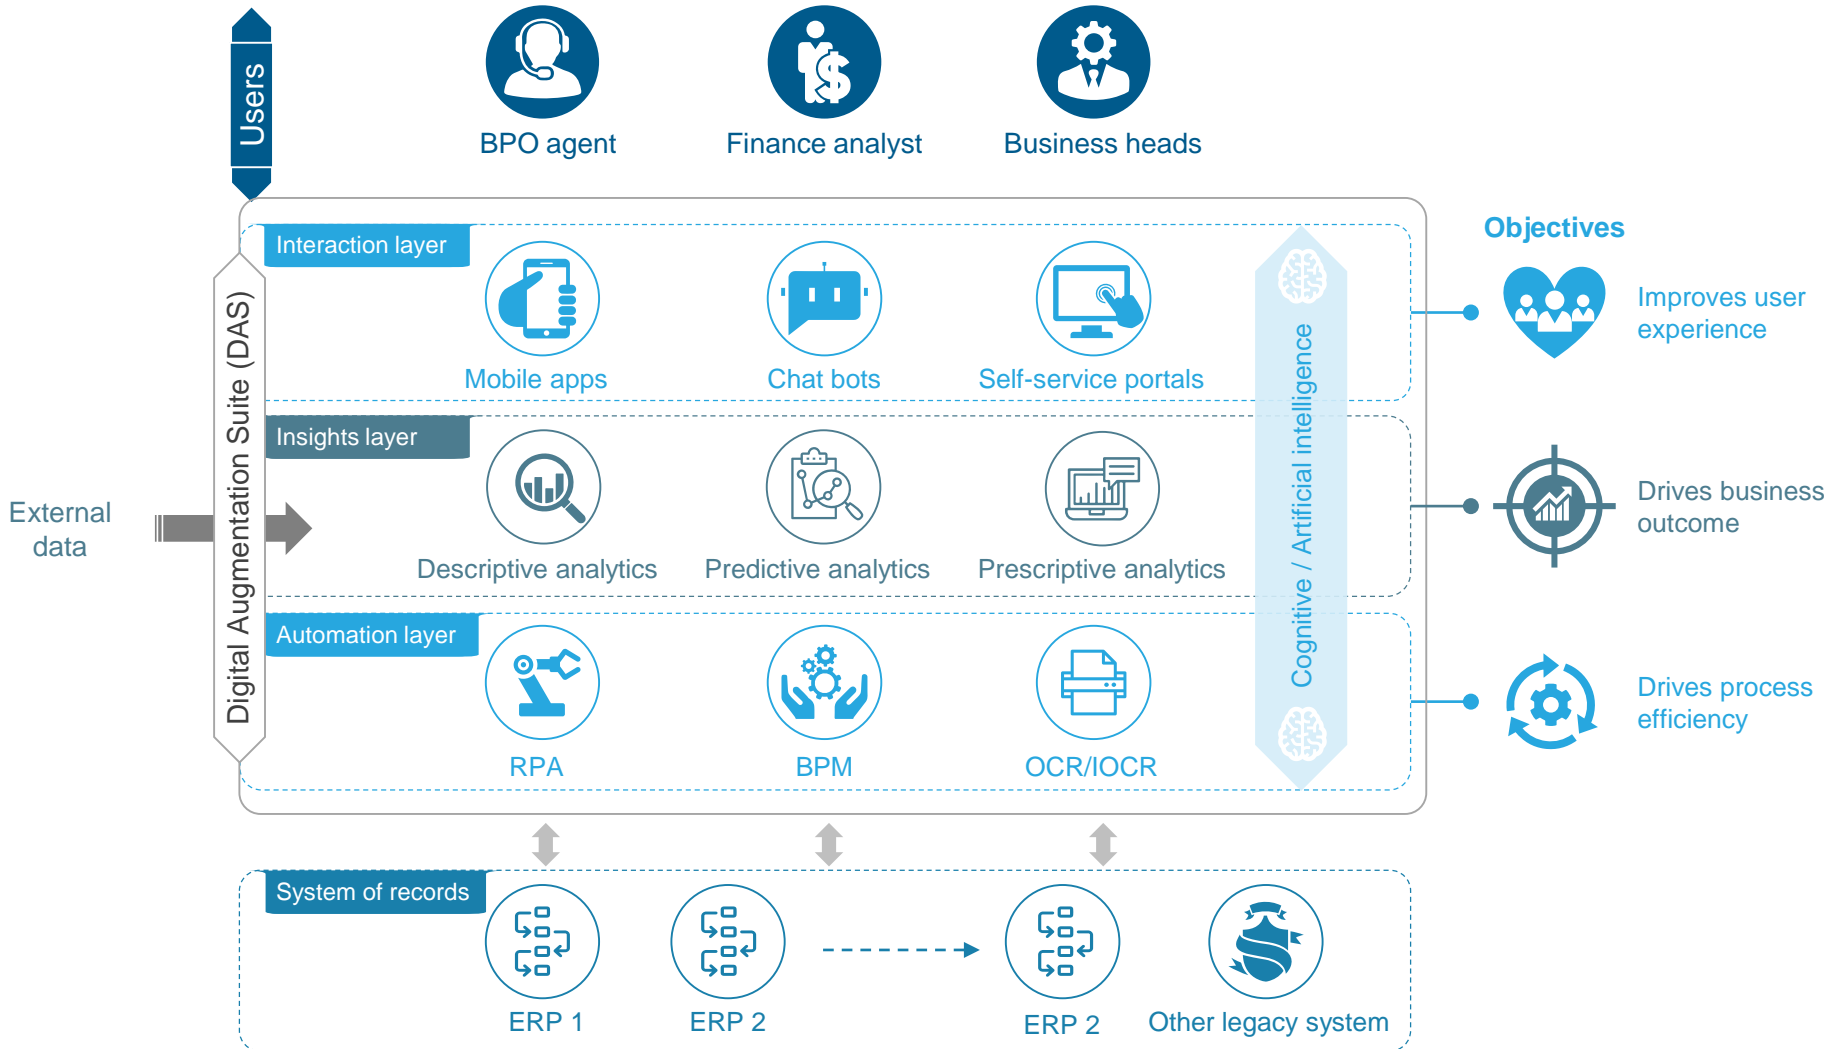 Users
BPO agent
Finance analyst
Business heads
Digital Augmentation Suite (DAS)
Interaction layer
Mobile apps
Chat bots
Self-service portals
Objectives
Improves user
experience
Cognitive / Artificial intelligence
External
data
Insights layer
Descriptive analytics
Predictive analytics
Prescriptive analytics
Drives business
outcome
Automation layer
RPA
BPM
OCR/IOCR
Drives process
efficiency
System of records
ERP 1
ERP 2
ERP 2
Other legacy system